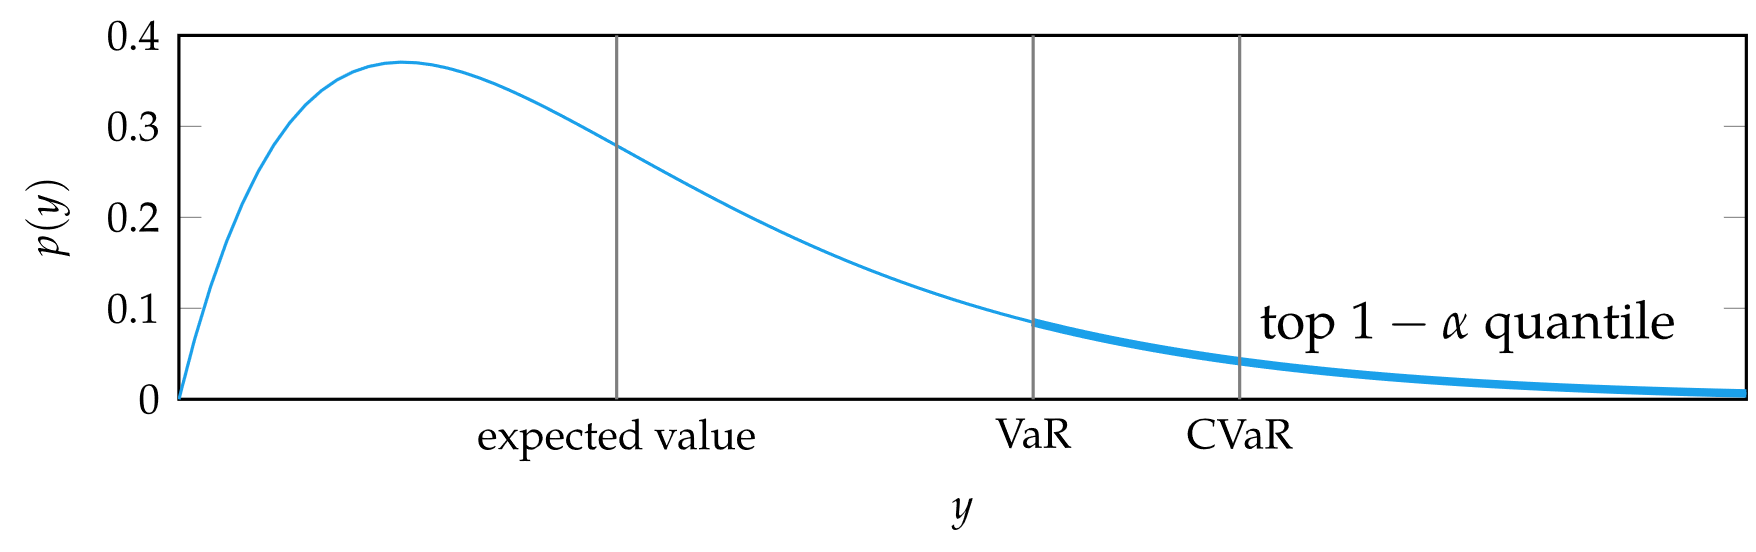 0.4
0.3
0.2
0.1
0
p(y)
top 1 − α quantile
expected value
VaR
CVaR
y